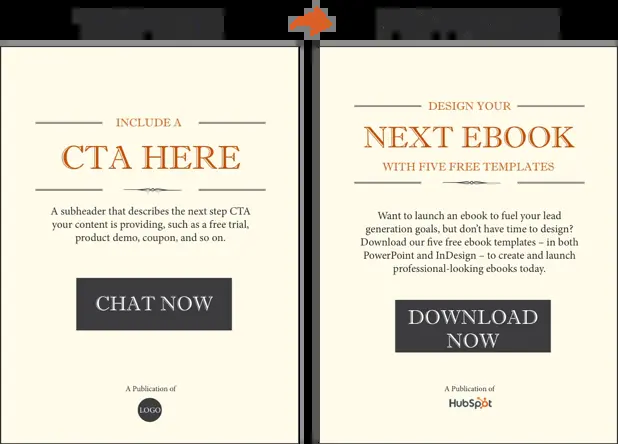 INCLUDE A
CTA HERE
A subheader that describes the next step CTA
your content is providing, such as a free trial,
product demo, coupon, and so on.
CHAT NOW
A Publication of
LOGO
DESIGN YOUR
NEXT EBOOK
WITH FIVE FREE TEMPLATES
Want to launch an ebook to fuel your lead
generation goals, but don't have time to design?
Download our five free ebook templates – in both
PowerPoint and InDesign – to create and launch
professional-looking ebooks today.
DOWNLOAD
NOW
A Publication of
HubSpot